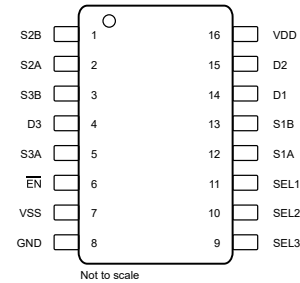 S2B 1 16 VDD
S2A 2 15 D2
S3B 3 14 D1
D3 4 13 S1B
S3A 5 12 S1A
EN 6 11 SEL1
VSS 7 10 SEL2
GND 8 9 SEL3
Not to scale